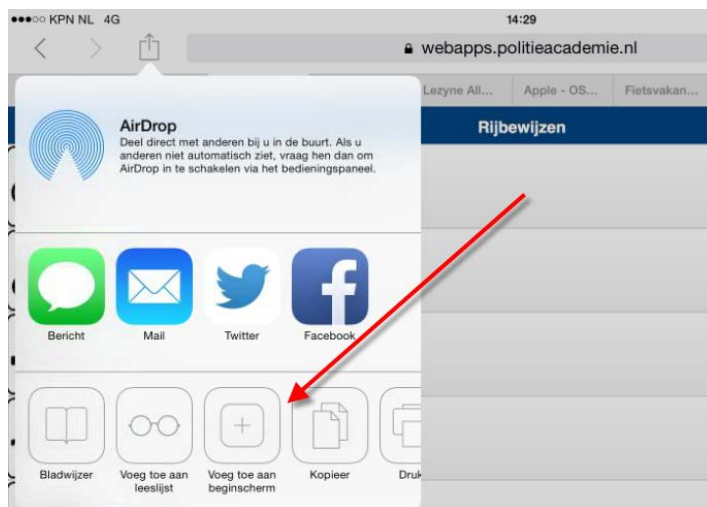 KPN NL 4G
14:29
webapps.politieacademie.nl
Lezyne All...
Apple - OS...
Fietsvakan...
Rijbewijzen
AirDrop
Deel direct met anderen bij u in
de buurt. Als u
anderen niet automatisch ziet, vraag hen dan om
AirDrop in te schakelen via het bedieningspaneel.
Bericht
Mail
Twitter
Facebook
Bladwijzer
Voeg toe aan
leeslijst
Voeg toe aan
beginscherm
Kopieer
Druk